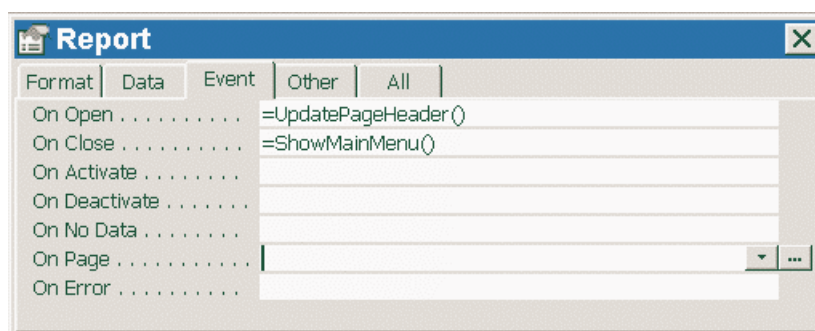 Report
Format Data Event Other All
On Open . . . . . . . . . . =UpdatePageHeader()
On Close . . . . . . . . . . =ShowMainMenu()
On Activate . . . . . . . .
On Deactivate . . . . . . .
On No Data . . . . . . . .
On Page . . . . . . . . . . . ...
On Error . . . . . . . . . .